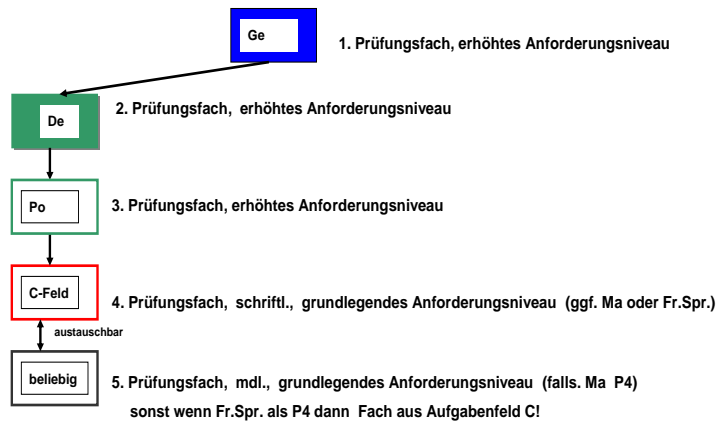 Ge
1. Prüfungsfach, erhöhtes Anforderungsniveau
De
2. Prüfungsfach, erhöhtes Anforderungsniveau
Po
3. Prüfungsfach, erhöhtes Anforderungsniveau
C-Feld
4. Prüfungsfach, schriftl., grundlegendes Anforderungsniveau (ggf. Ma oder Fr.Spr.)
austauschbar
beliebig
5. Prüfungsfach, mdl., grundlegendes Anforderungsniveau (falls. Ma P4)
sonst wenn Fr.Spr. als P4 dann Fach aus Aufgabenfeld C!